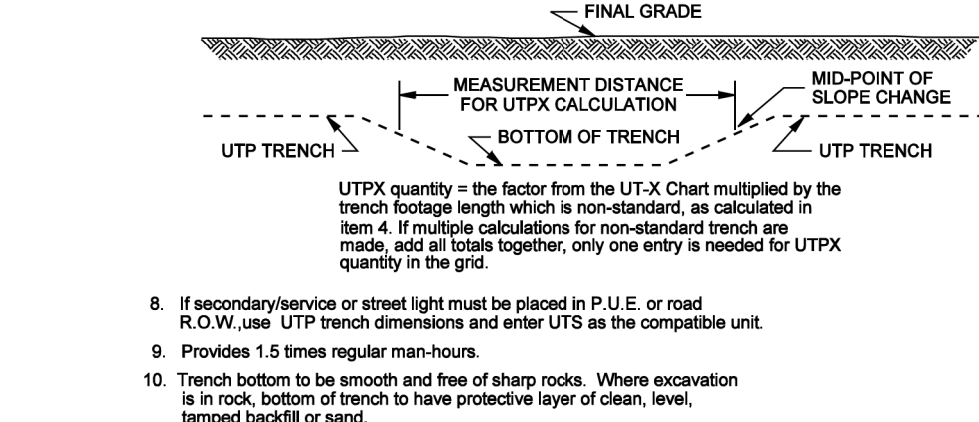 FINAL GRADE
MEASUREMENT DISTANCE
FOR UTPX CALCULATION
MID-POINT OF
SLOPE CHANGE
UTP TRENCH
BOTTOM OF TRENCH
UTP TRENCH
UTPX quantity = the factor from the UT-X Chart multiplied by the
trench footage length which is non-standard, as calculated in
item 4. If multiple calculations for non-standard trench are
made, add all totals together, only one entry is needed for UTPX
quantity in the grid.
8. If secondary/service or street light must be placed in P.U.E. or road
R.O.W.,use UTP trench dimensions and enter UTS as the compatible unit.
9. Provides 1.5 times regular man-hours.
10. Trench bottom to be smooth and free of sharp rocks. Where excavation
is in rock, bottom of trench to have protective layer of clean, level,
tamped backfill or sand.